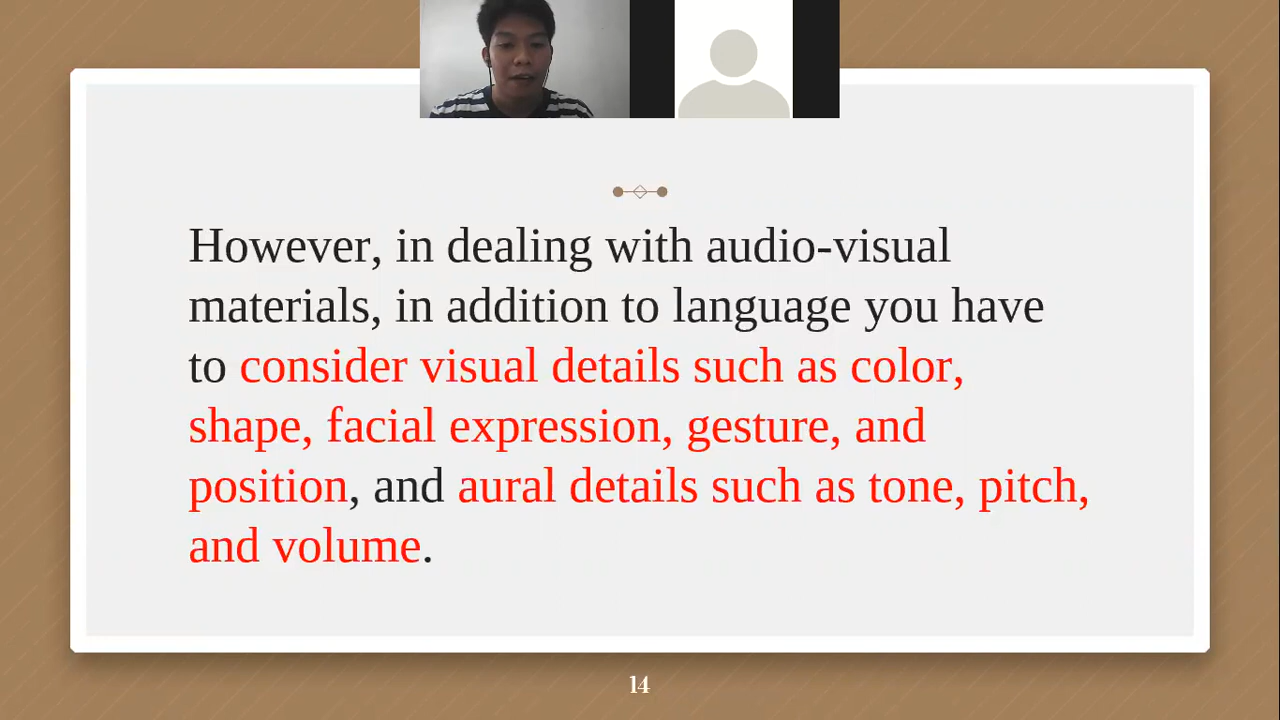 However, in dealing with audio-visual
materials, in addition to language you have
to consider visual details such as color,
shape, facial expression, gesture, and
position, and aural details such as tone, pitch,
and volume.
14